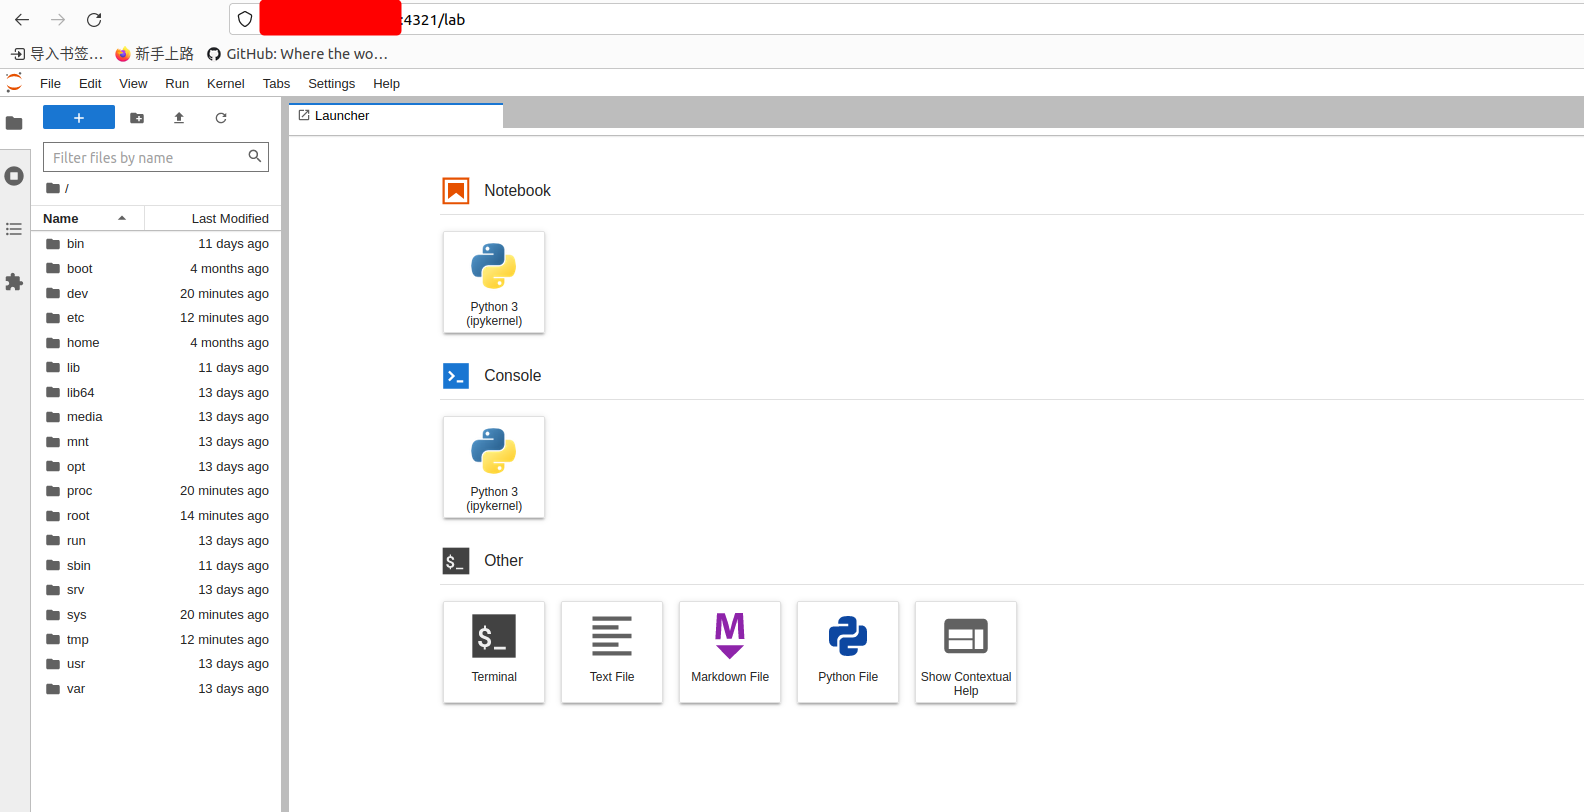 :4321/lab
导入书签... 新手上路 GitHub: Where the wo...
File Edit View Run Kernel Tabs Settings Help
Launcher
Filter files by name
/
Name Last Modified
bin 11 days ago
boot 4 months ago
dev 20 minutes ago
etc 12 minutes ago
home 4 months ago
lib 11 days ago
lib64 13 days ago
media 13 days ago
mnt 13 days ago
opt 13 days ago
proc 20 minutes ago
root 14 minutes ago
run 13 days ago
sbin 11 days ago
srv 13 days ago
sys 20 minutes ago
tmp 12 minutes ago
usr 13 days ago
var 13 days ago
Notebook
Python 3
(ipykernel)
Console
Python 3
(ipykernel)
$_ Other
$_
Terminal
Text File
M
Markdown File
Python File
Show Contextual
Help